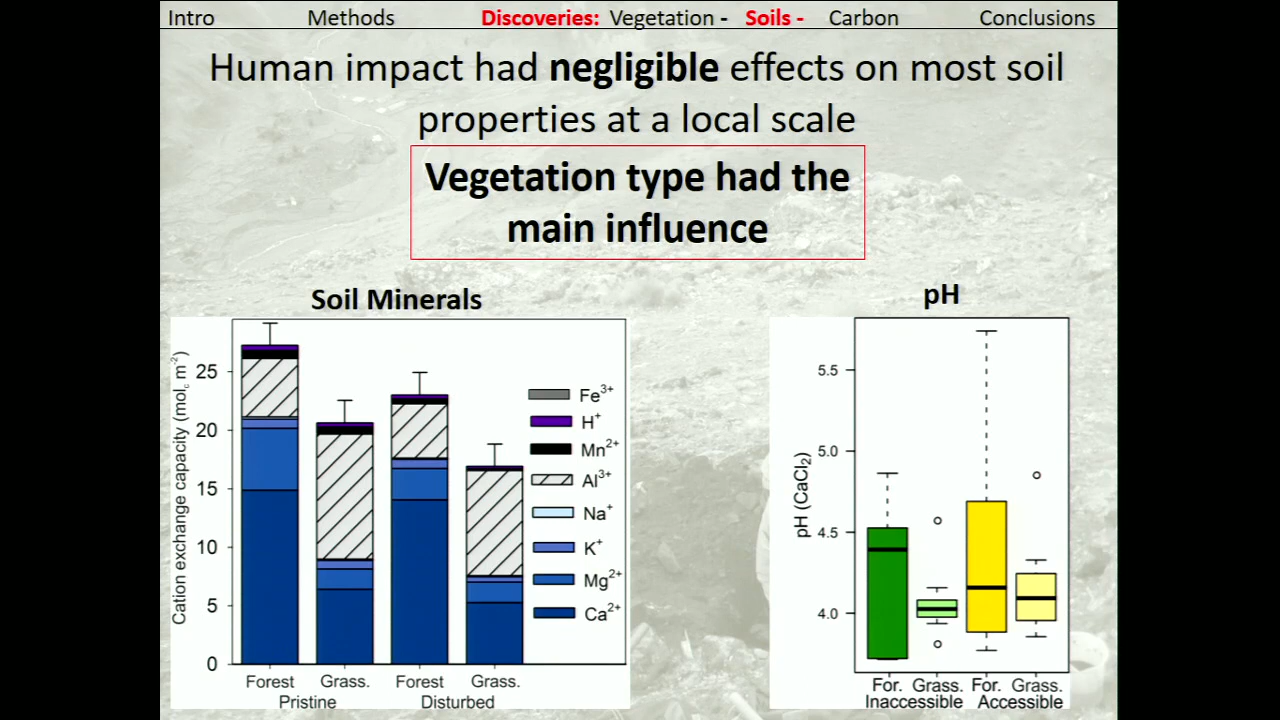 Intro Methods Discoveries: Vegetation - Soils - Carbon Conclusions
Human impact had negligible effects on most soil
properties at a local scale
Vegetation type had the
main influence
Soil Minerals
Cation exchange capacity (molc m-2)
25
20
15
10
5
0
Fe3+
H+
Mn2+
Al3+
Na+
K+
Mg2+
Ca2+
Forest Grass. Forest Grass.
Pristine Disturbed
pH
pH (CaCl2)
5.5
5.0
4.5
4.0
For. Grass. For. Grass.
Inaccessible Accessible